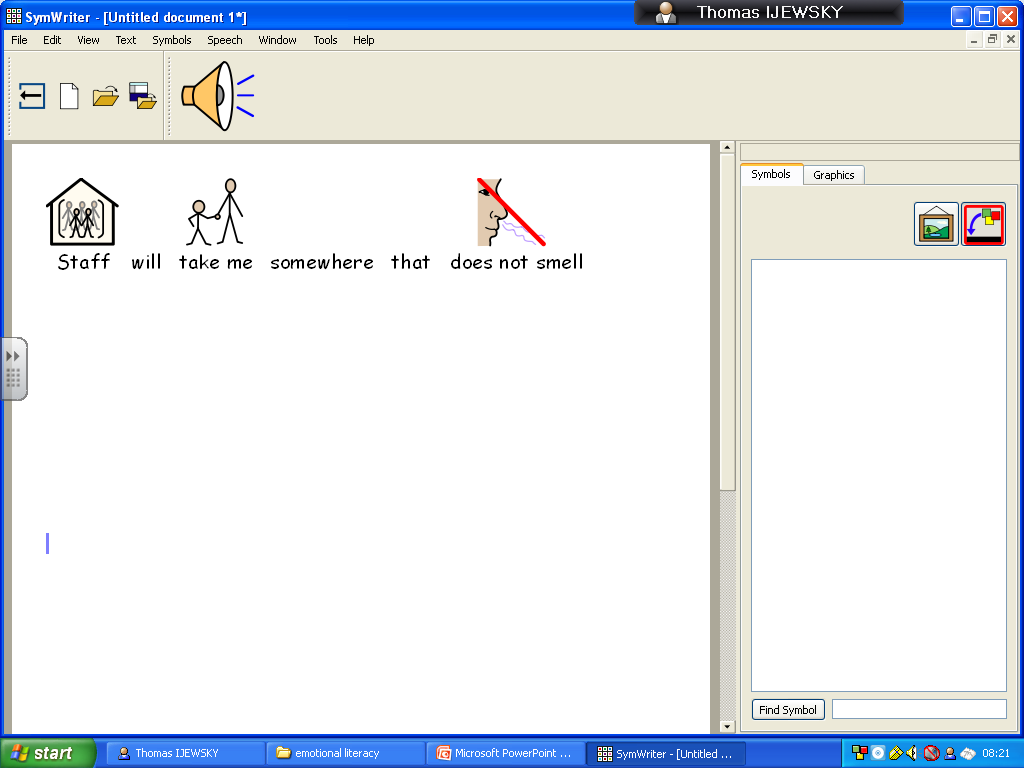 SymWriter - [Untitled document 1*]
Thomas IJEWSKY
File Edit View Text Symbols Speech Window Tools Help
Symbols Graphics
Staff will take me somewhere that does not smell
Find Symbol
start Thomas IJEWSKY emotional literacy Microsoft PowerPoint ... SymWriter - [Untitled ... 08:21